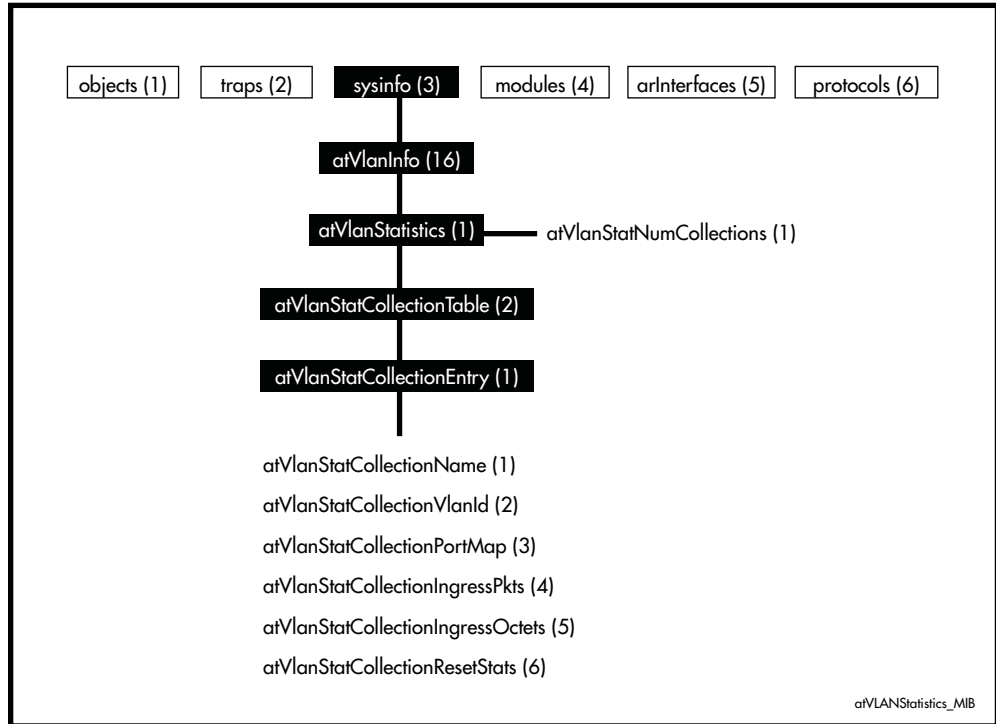 objects (1) traps (2) sysinfo (3) modules (4) arInterfaces (5) protocols (6)
atVlanInfo (16)
atVlanStatistics (1) atVlanStatNumCollections (1)
atVlanStatCollectionTable (2)
atVlanStatCollectionEntry (1)
atVlanStatCollectionName (1)
atVlanStatCollectionVlanId (2)
atVlanStatCollectionPortMap (3)
atVlanStatCollectionIngressPkts (4)
atVlanStatCollectionIngressOctets (5)
atVlanStatCollectionResetStats (6)
atVLANStatistics_MIB